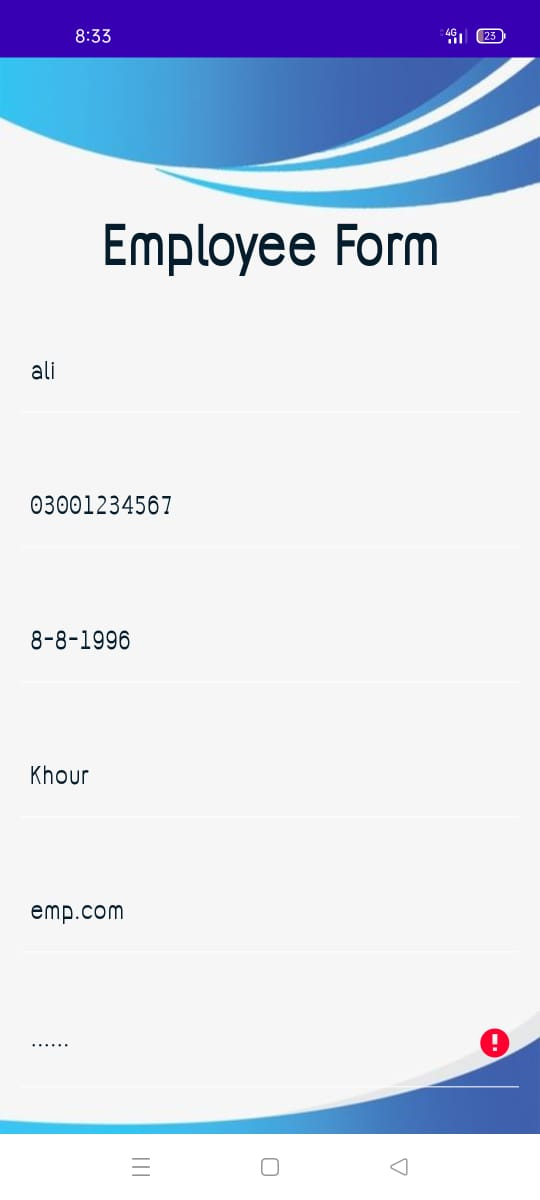 8:33
4G
23
Employee Form
ali
03001234567
8-8-1996
Khour
emp.com
......
!